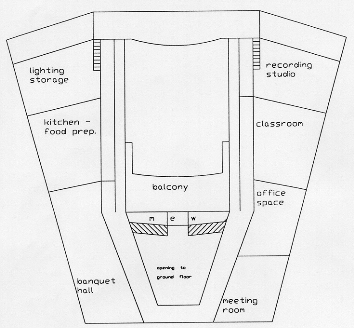 lighting
storage
recording
studio
kitchen -
food prep.
classroom
balcony
office
space
m e w
opening to
ground floor
banquet
hall
meeting
room